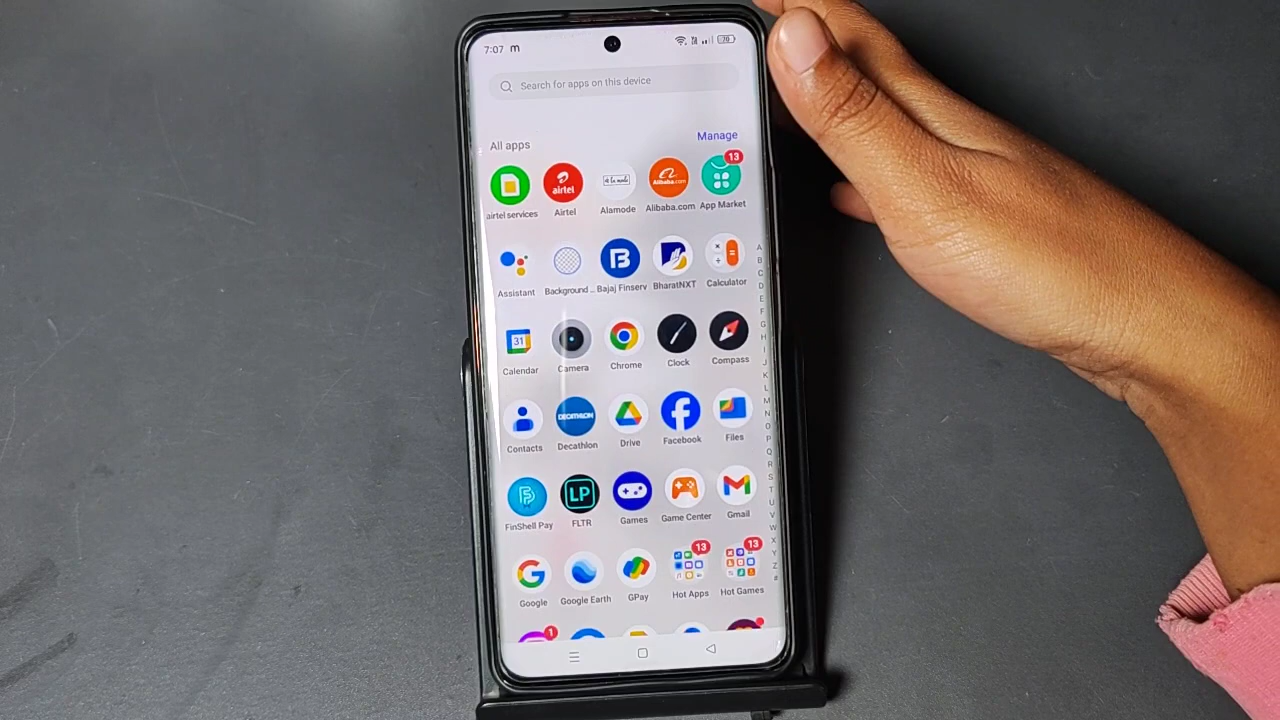 7:07 m 70
Search for apps on this device
All apps
Manage
airtel
Alibaba.com
13
airtel services Airtel Alamode Alibaba.com App Market
A
B
C
D
E
F
G
H
I
J
K
L
M
N
O
P
Q
R
S
T
U
V
W
X
Y
Z
#
Assistant Background ... Bajaj Finserv BharatNXT Calculator
31
Calendar Camera Chrome Clock Compass
DECATHLON
Contacts Decathlon Drive Facebook Files
LP
FinShell Pay FLTR Games Game Center Gmail
G 13 13
Google Google Earth GPay Hot Apps Hot Games
1